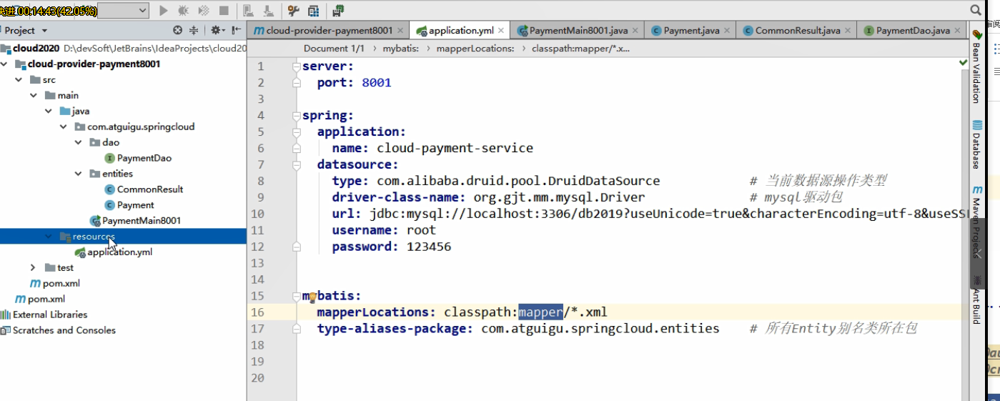 快进 00:14:43(42.05%)
Project
cloud-provider-payment8001
application.yml
PaymentMain8001.java
Payment.java
CommonResult.java
PaymentDao.java
cloud2020 D:\devSoft\JetBrains\IdeaProjects\cloud20
cloud-provider-payment8001
src
main
java
com.atguigu.springcloud
dao
PaymentDao
entities
CommonResult
Payment
PaymentMain8001
resources
application.yml
test
pom.xml
pom.xml
External Libraries
Scratches and Consoles
Document 1/1 › mybatis: › mapperLocations: › classpath:mapper/*.x...
1 server:
2 port: 8001
3
4 spring:
5 application:
6 name: cloud-payment-service
7 datasource:
8 type: com.alibaba.druid.pool.DruidDataSource # 当前数据源操作类型
9 driver-class-name: org.gjt.mm.mysql.Driver # mysql驱动包
10 url: jdbc:mysql://localhost:3306/db2019?useUnicode=true&characterEncoding=utf-8&useSSL
11 username: root
12 password: 123456
13
14
15 mybatis:
16 mapperLocations: classpath:mapper/*.xml
17 type-aliases-package: com.atguigu.springcloud.entities # 所有Entity别名类所在包
18
19
20
Bean Validation
Database
Maven Projects
Ant Build